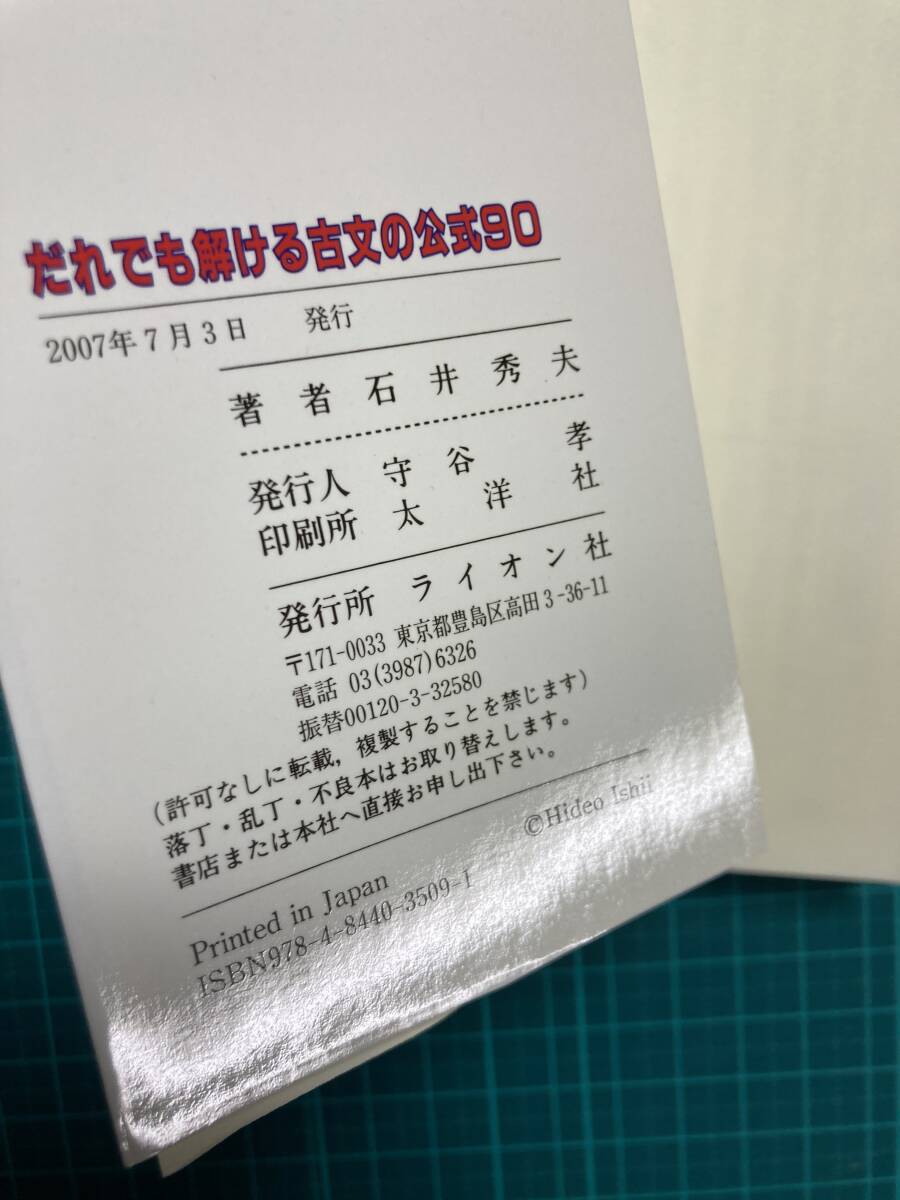 だれでも解ける古文の公式90
2007年7月3日 発行
著者 石井秀夫
発行人 守谷 孝
印刷所 太洋社
発行所 ライオン社
〒171-0033 東京都豊島区高田3-36-11
電話 03(3987)6326
振替00120-3-32580
(許可なしに転載,複製することを禁じます)
落丁・乱丁・不良本はお取り替えします。
書店または本社へ直接お申し出下さい。
©Hideo Ishii
Printed in Japan
ISBN978-4-8440-3509-1